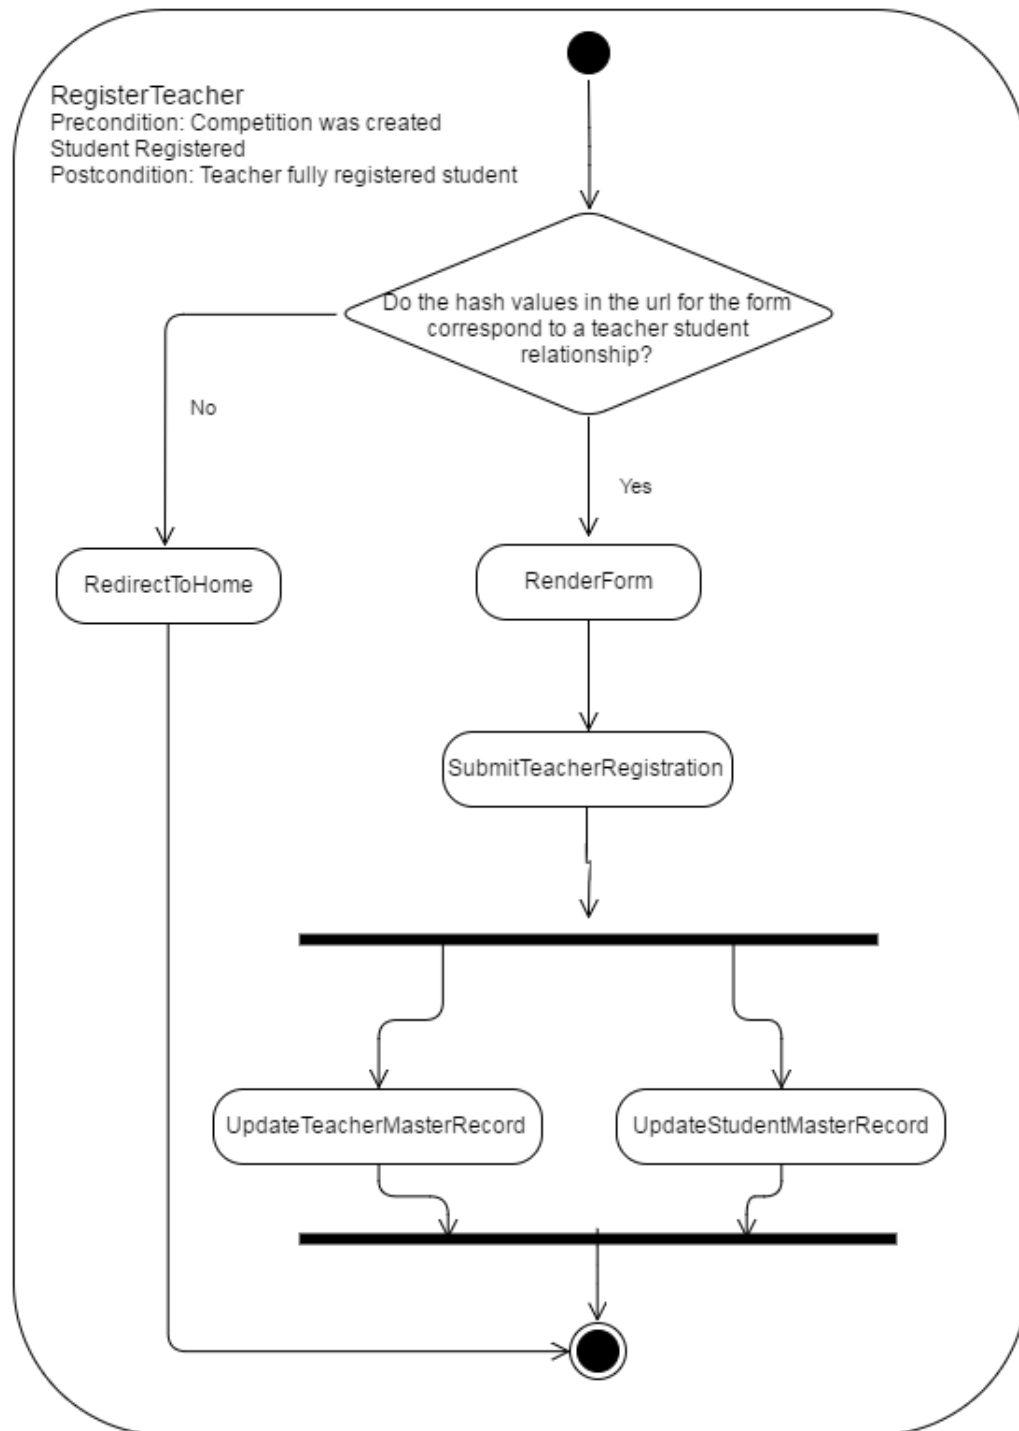 RegisterTeacher
Precondition: Competition was created
Student Registered
Postcondition: Teacher fully registered student
Do the hash values in the url for the form
correspond to a teacher student
relationship?
No
Yes
RedirectToHome
RenderForm
SubmitTeacherRegistration
UpdateTeacherMasterRecord
UpdateStudentMasterRecord